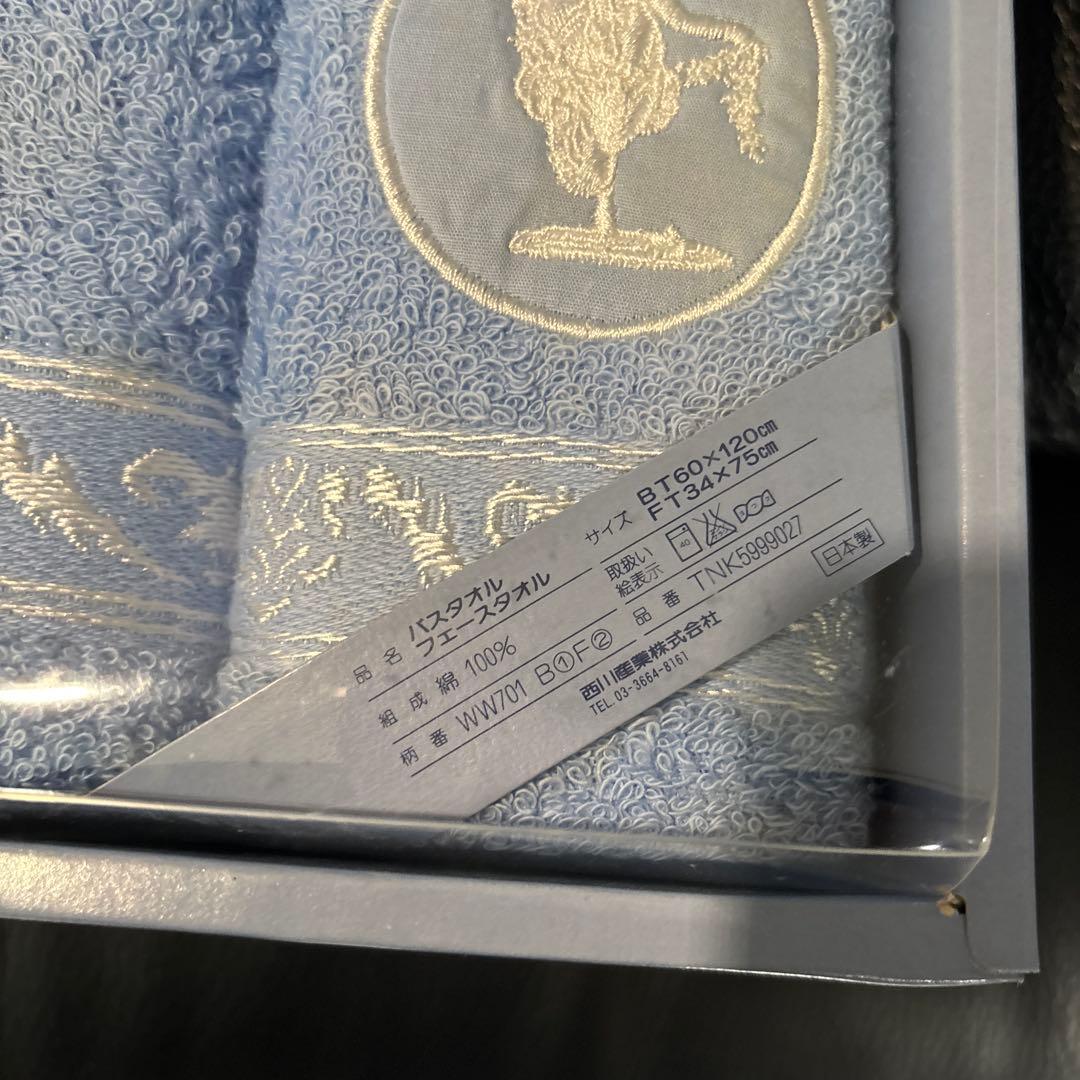 品名 バスタオル
フェースタオル
組成 綿 100%
柄番 WW701 B①F②
サイズ BT60×120cm
FT34×75cm
取扱い
絵表示
40
品番 TNK5999027
西川産業株式会社
TEL.03-3664-8161
日本製